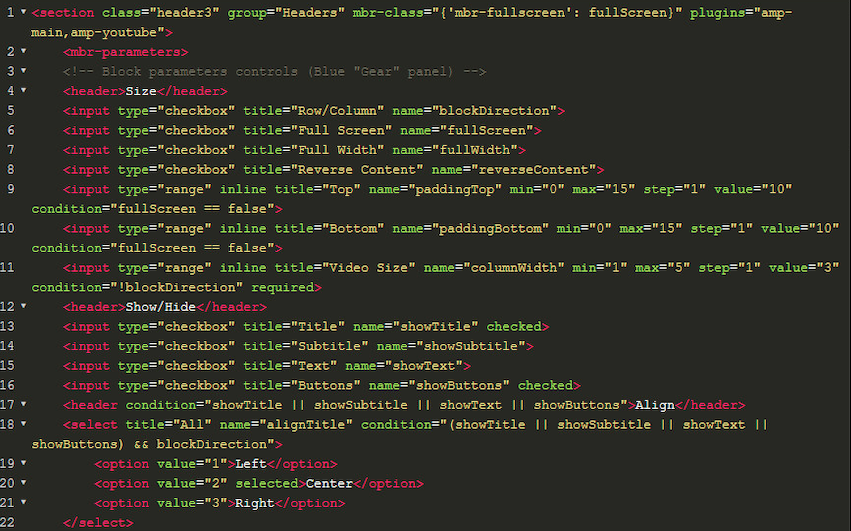 1 <section class="header3" group="Headers" mbr-class="{'mbr-fullscreen': fullScreen}" plugins="amp-
main,amp-youtube">
2 <mbr-parameters>
3 <!-- Block parameters controls (Blue "Gear" panel) -->
4 <header>Size</header>
5 <input type="checkbox" title="Row/Column" name="blockDirection">
6 <input type="checkbox" title="Full Screen" name="fullScreen">
7 <input type="checkbox" title="Full Width" name="fullWidth">
8 <input type="checkbox" title="Reverse Content" name="reverseContent">
9 <input type="range" inline title="Top" name="paddingTop" min="0" max="15" step="1" value="10"
condition="fullScreen == false">
10 <input type="range" inline title="Bottom" name="paddingBottom" min="0" max="15" step="1" value="10"
condition="fullScreen == false">
11 <input type="range" inline title="Video Size" name="columnWidth" min="1" max="5" step="1" value="3"
condition="!blockDirection" required>
12 <header>Show/Hide</header>
13 <input type="checkbox" title="Title" name="showTitle" checked>
14 <input type="checkbox" title="Subtitle" name="showSubtitle">
15 <input type="checkbox" title="Text" name="showText">
16 <input type="checkbox" title="Buttons" name="showButtons" checked>
17 <header condition="showTitle || showSubtitle || showText || showButtons">Align</header>
18 <select title="All" name="alignTitle" condition="(showTitle || showSubtitle || showText ||
showButtons) && blockDirection">
19 <option value="1">Left</option>
20 <option value="2" selected>Center</option>
21 <option value="3">Right</option>
22 </select>